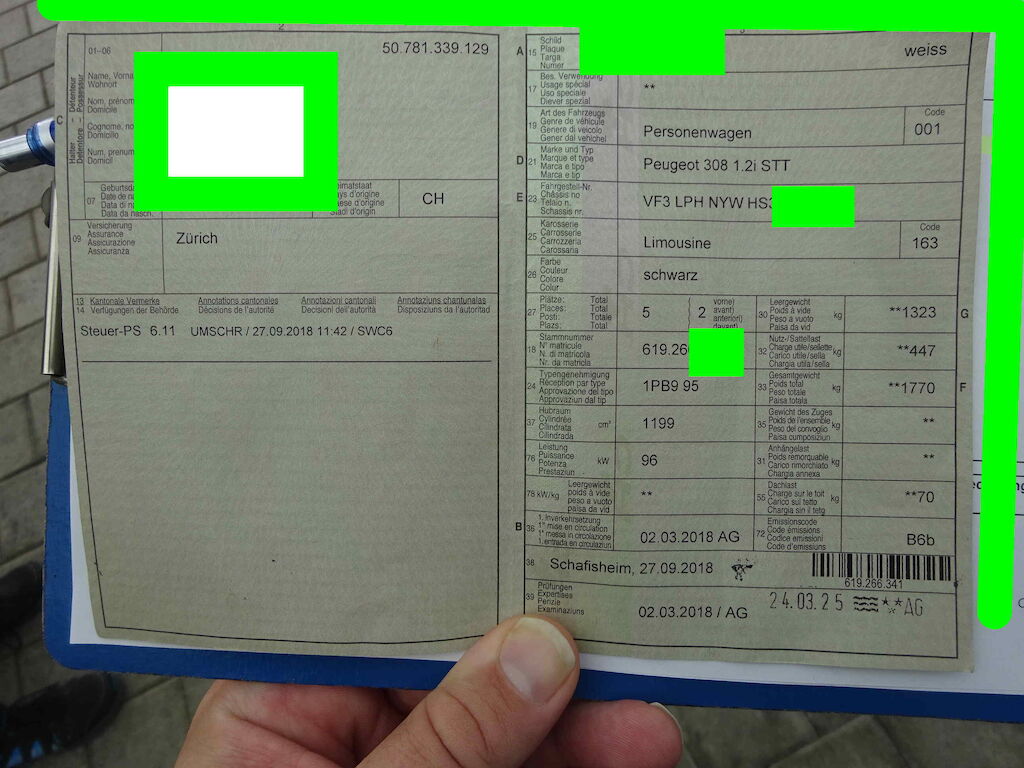 01-06
50.781.339.129
Halter Détenteur
Detentore Possessur
Name, Vorna
Wohnort
Nom, prénom
Domicile
Cognome, no
Domicilio
Num, prenum
Domicil
C
07
Geburtsda
Date de na
Data di na
Data da nasch.
Heimatstaat
Pays d'origine
Paese d'origine
Stadi d'origin
CH
09
Versicherung
Assurance
Assicurazione
Assicuranza
Zürich
13
14
Kantonale Vermerke
Verfügungen der Behörde
Annotations cantonales
Décisions de l'autorité
Annotazioni cantonali
Decisioni dell'autorità
Annotaziuns chantunalas
Disposiziuns da l'autoritad
Steuer-PS 6.11 UMSCHR / 27.09.2018 11:42 / SWC6
A
15
Schild
Plaque
Targa
Numer
weiss
17
Bes. Verwendung
Usage spécial
Uso speciale
Diever spezial
**
19
Art des Fahrzeugs
Genre de véhicule
Genere di veicolo
Gener dal vehichel
Personenwagen
Code
001
D
21
Marke und Typ
Marque et type
Marca e tipo
Marca e tip
Peugeot 308 1.2i STT
E
23
Fahrgestell-Nr.
Châssis no
Telaio n.
Schassis nr.
VF3 LPH NYW HS
25
Karosserie
Carrosserie
Carrozzeria
Carossaria
Limousine
Code
163
26
Farbe
Couleur
Colore
Color
schwarz
27
Plätze: Total
Places: Total
Posti: Totale
Plazs: Total
5
2
vorne)
avant)
anteriori)
davant)
30
Leergewicht
Poids à vide
Peso a vuoto
Paisa da vid
kg
**1323
G
18
Stammnummer
N° matricule
N. di matricola
Nr. da matricla
619.26
32
Nutz-/Sattellast
Charge utile/sellette
Carico utile/sella
Chargia utila/sella
kg
**447
24
Typengenehmigung
Réception par type
Approvazione del tipo
Approvaziun dal tip
1PB9 95
33
Gesamtgewicht
Poids total
Peso totale
Paisa totala
kg
**1770
F
37
Hubraum
Cylindrée
Cilindrata
Cilindrada
cm³
1199
35
Gewicht des Zuges
Poids de l'ensemble
Peso del convoglio
Paisa cumposiziun
kg
**
76
Leistung
Puissance
Potenza
Prestaziun
kW
96
31
Anhängelast
Poids remorquable
Carico rimorchiato
Chargia annexa
kg
**
78 kW/kg
Leergewicht
poids à vide
peso a vuoto
paisa da vid
**
55
Dachlast
Charge sur le toit
Carico sul tetto
Chargia sin il tetg
kg
**70
B
36
1. Inverkehrsetzung
1re mise en circulation
1a messa in circolazione
1. entrada en circulaziun
02.03.2018 AG
72
Emissionscode
Code émissions
Codice emissioni
Code d'emissiuns
B6b
38
Schafisheim, 27.09.2018
619.266.341
39
Prüfungen
Expertises
Perizie
Examinaziuns
02.03.2018 / AG
24.03.25
**AG